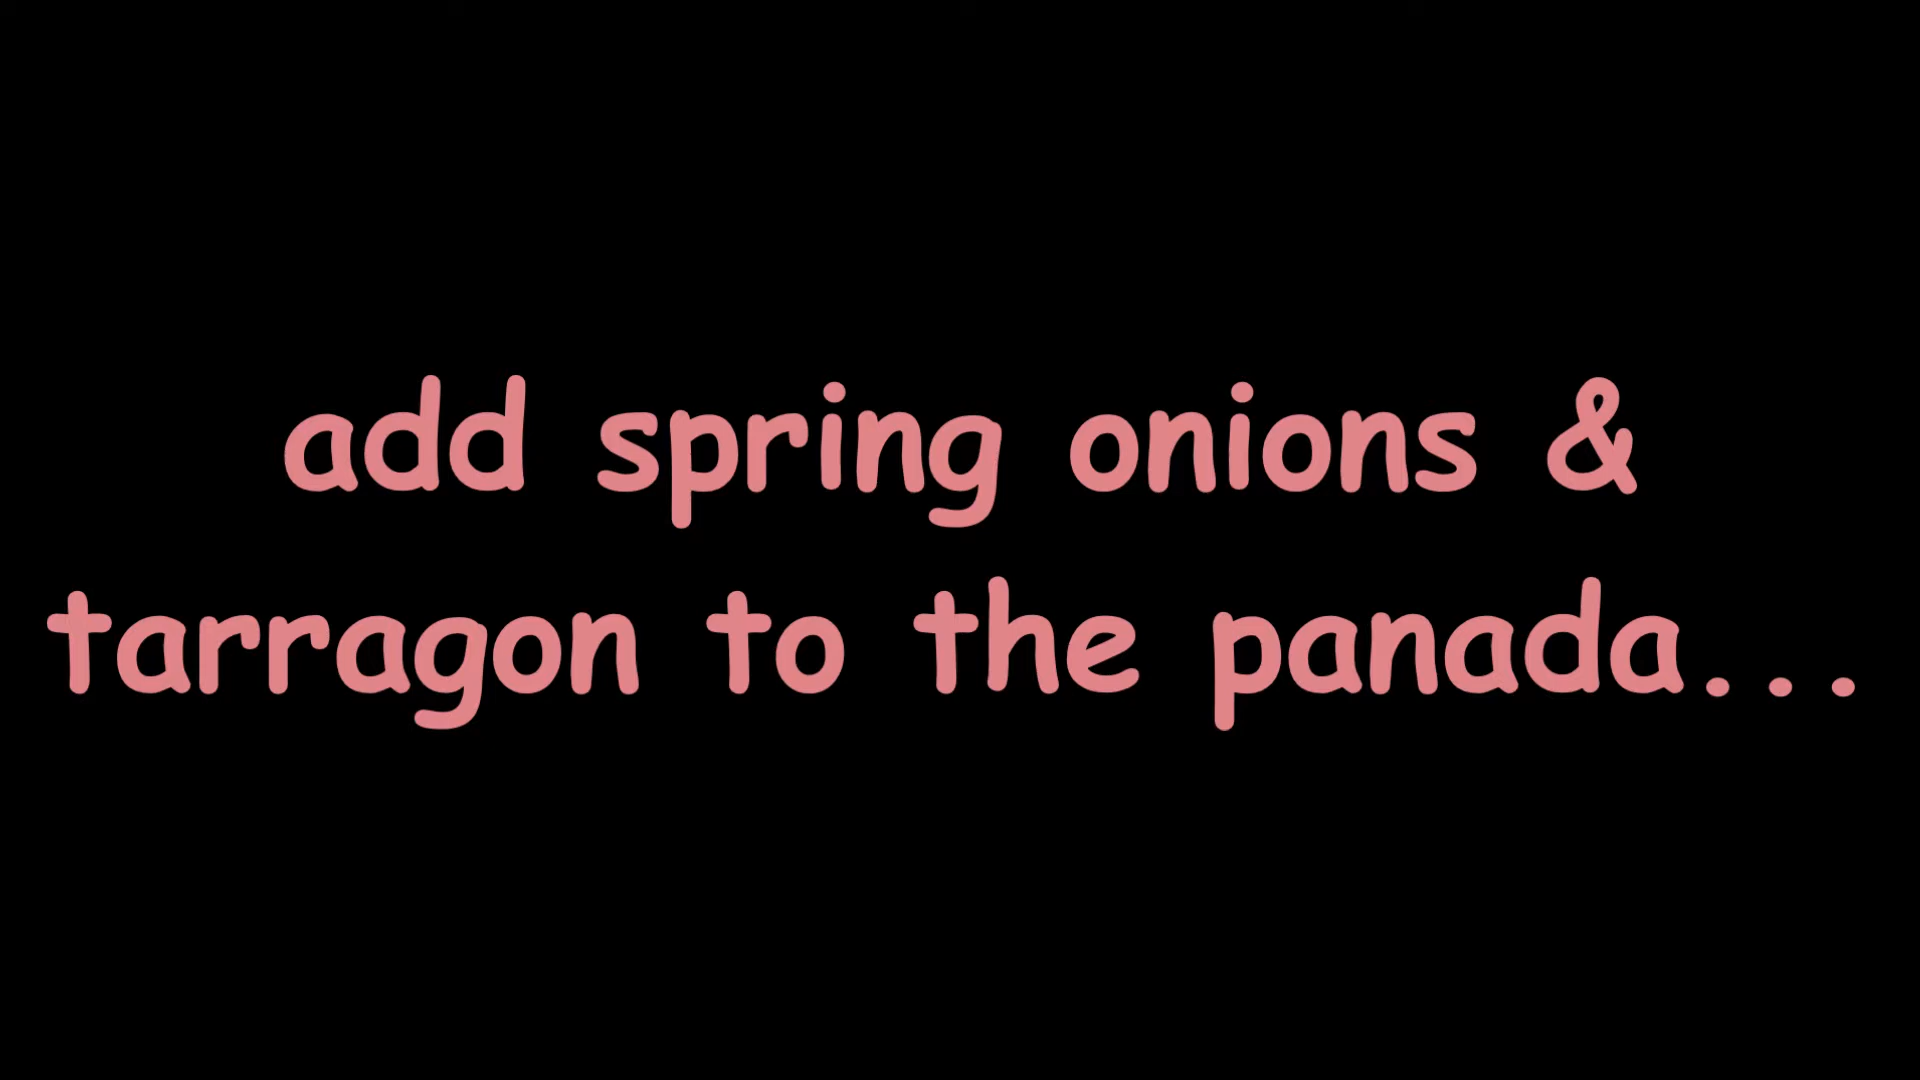 add spring onions &
tarragon to the panada...